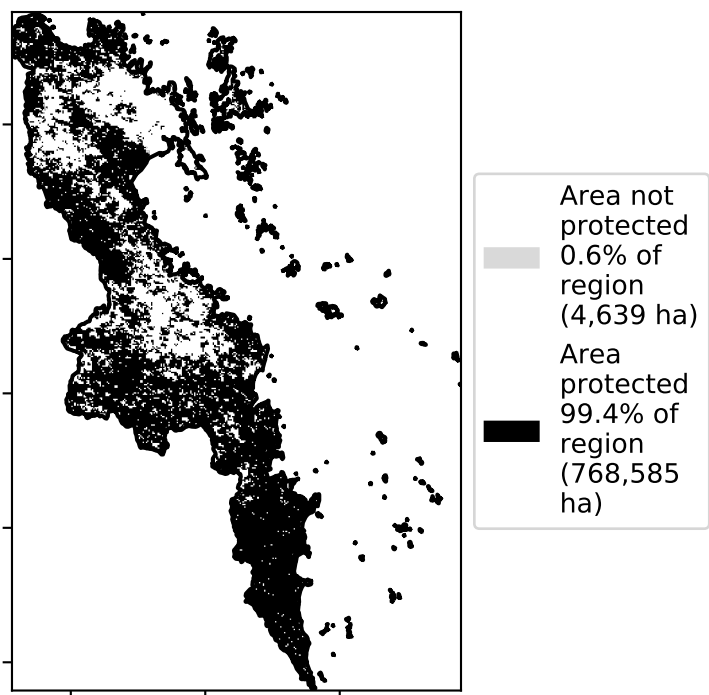 Area not
protected
0.6% of
region
(4,639 ha)
Area
protected
99.4% of
region
(768,585
ha)